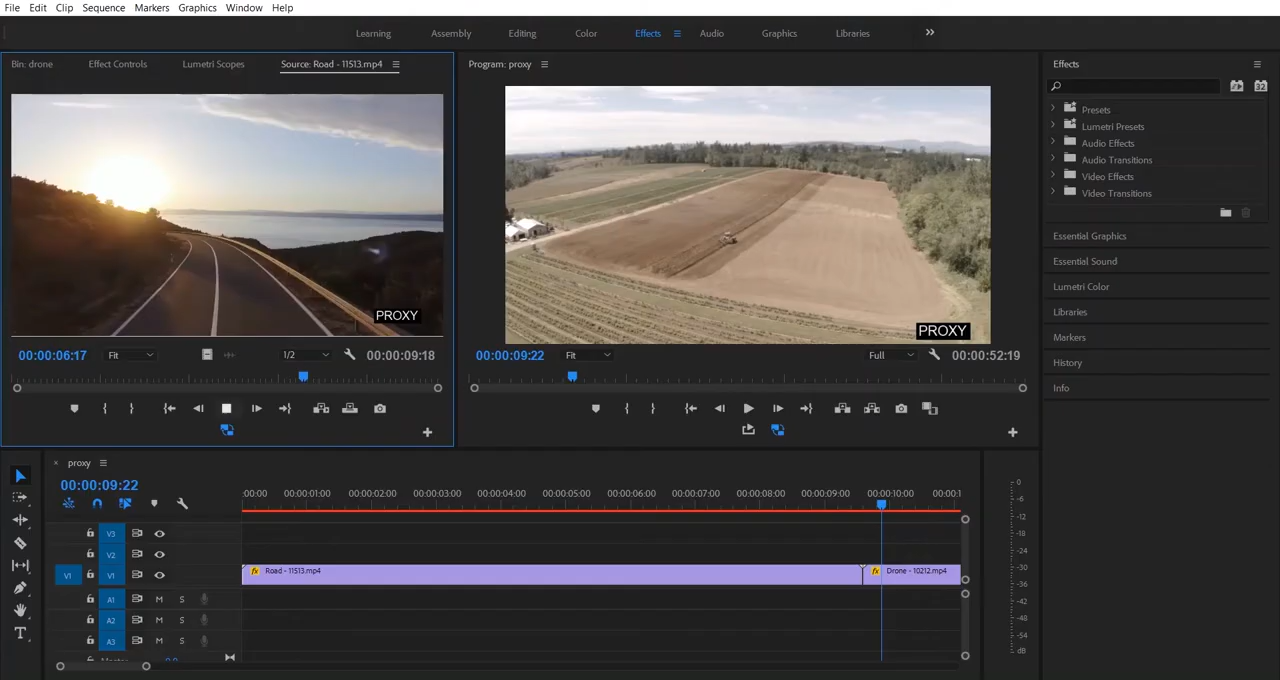 File Edit Clip Sequence Markers Graphics Window Help
Learning Assembly Editing Color Effects Audio Graphics Libraries
Bin: drone Effect Controls Lumetri Scopes Source: Road - 11513.mp4
Program: proxy
Effects
32
Presets
Lumetri Presets
Audio Effects
Audio Transitions
Video Effects
Video Transitions
Essential Graphics
Essential Sound
Lumetri Color
Libraries
Markers
History
Info
PROXY
PROXY
00:00:06:17 Fit 1/2 00:00:09:18
00:00:09:22 Fit Full 00:00:52:19
proxy
00:00:09:22
:00:00 00:00:01:00 00:00:02:00 00:00:03:00 00:00:04:00 00:00:05:00 00:00:06:00 00:00:07:00 00:00:08:00 00:00:09:00 00:00:10:00 00:00:1
V3
V2
V1 V1 fx Road - 11513.mp4 fx Drone - 10212.mp4
A1 M S
A2 M S
A3 M S
0
-6
-12
-18
-24
-30
-36
-42
-48
-54
dB